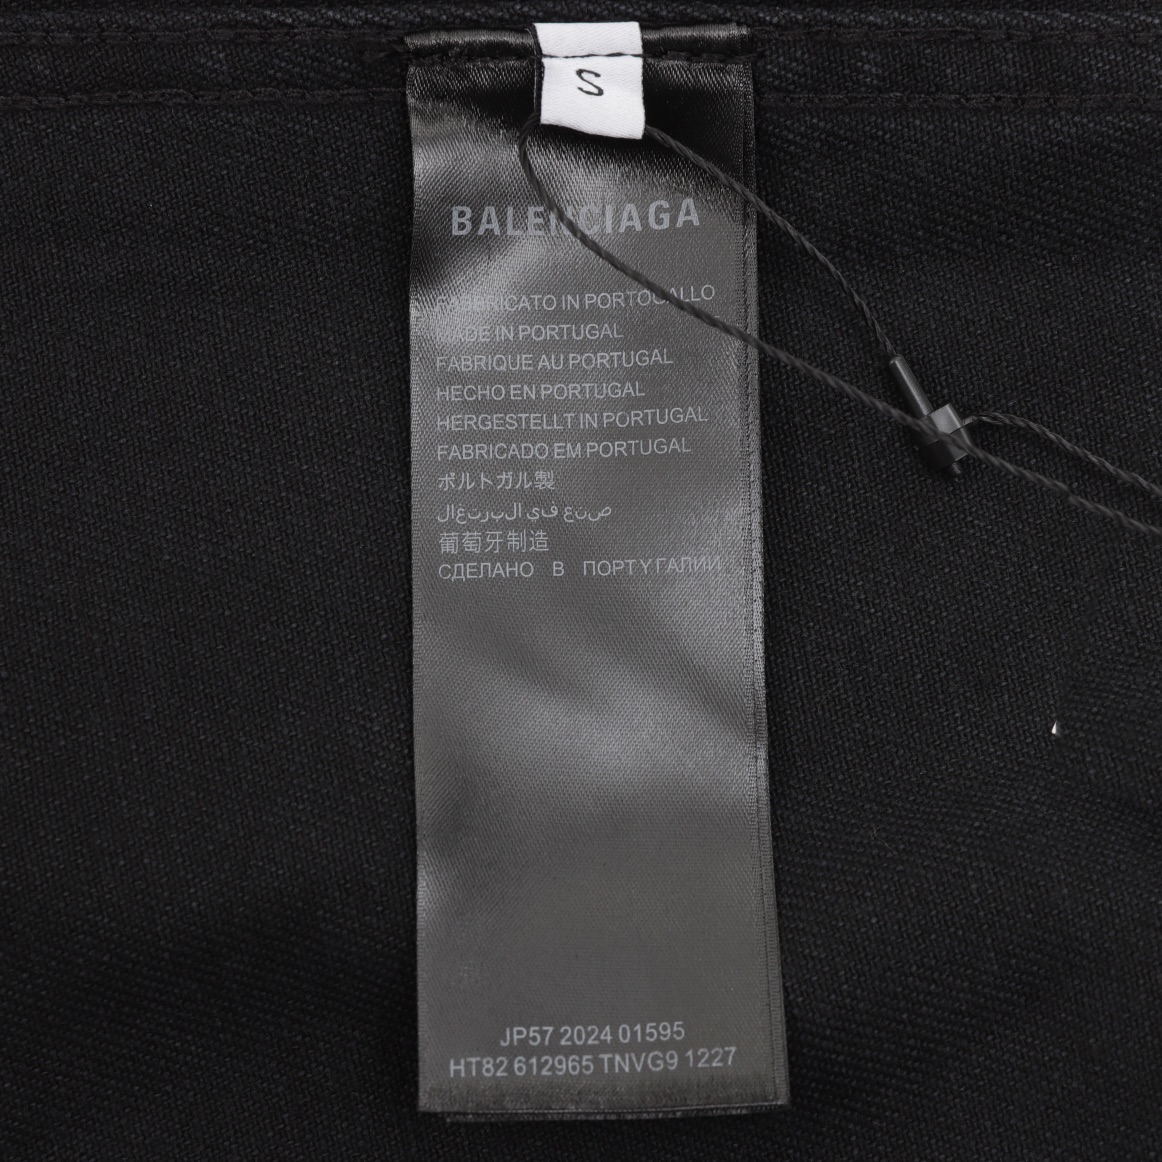 S
BALENCIAGA
FABBRICATO IN PORTOGALLO
MADE IN PORTUGAL
FABRIQUE AU PORTUGAL
HECHO EN PORTUGAL
HERGESTELLT IN PORTUGAL
FABRICADO EM PORTUGAL
ポルトガル製
صنع في البرتغال
葡萄牙制造
СДЕЛАНО В ПОРТУГАЛИИ
JP57 2024 01595
HT82 612965 TNVG9 1227